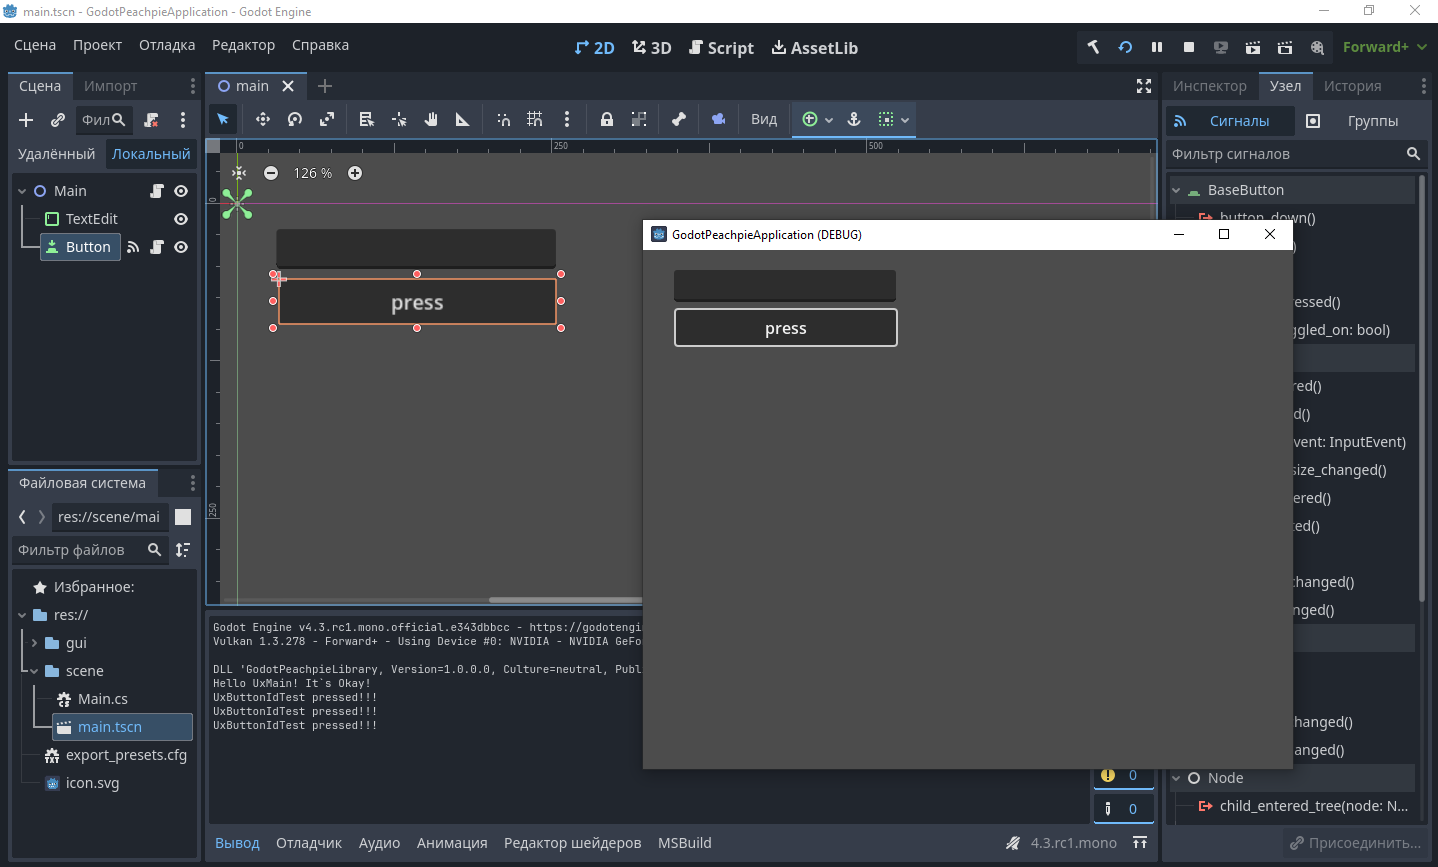 main.tscn - GodotPeachpieApplication - Godot Engine
Сцена Проект Отладка Редактор Справка
2D 3D Script AssetLib
Forward+
Сцена Импорт
main
Инспектор Узел История
Фил
Вид
Сигналы Группы
Удалённый Локальный
Фильтр сигналов
0 250 500
126 %
Main
TextEdit
Button
0
250
press
BaseButton
button_down()
GodotPeachpieApplication (DEBUG)
press
essed()
ggled_on: bool)
red()
d()
vent: InputEvent)
size_changed()
ered()
ted()
changed()
nged()
hanged()
anged()
Node
child_entered_tree(node: N...
Файловая система
res://scene/mai
Фильтр файлов
Избранное:
res://
gui
scene
Main.cs
main.tscn
export_presets.cfg
icon.svg
Godot Engine v4.3.rc1.mono.official.e343dbbcc - https://godotengi
Vulkan 1.3.278 - Forward+ - Using Device #0: NVIDIA - NVIDIA GeFo
DLL 'GodotPeachpieLibrary, Version=1.0.0.0, Culture=neutral, Publ
Hello UxMain! It`s Okay!
UxButtonIdTest pressed!!!
UxButtonIdTest pressed!!!
UxButtonIdTest pressed!!!
0
0
Вывод Отладчик Аудио Анимация Редактор шейдеров MSBuild
4.3.rc1.mono
Присоединить...